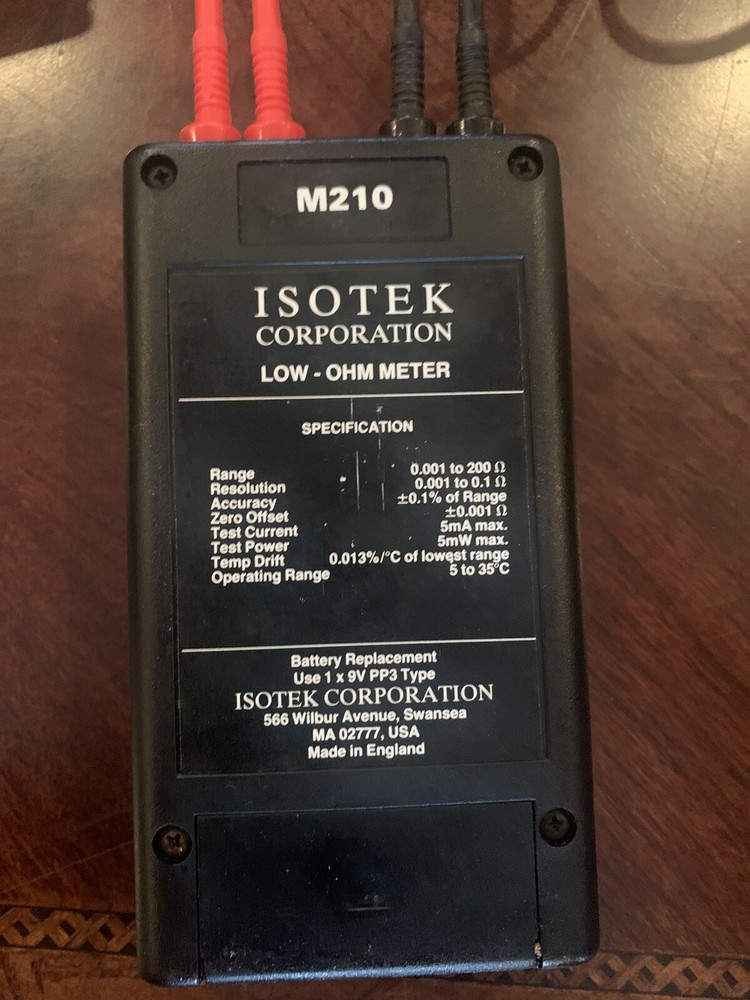 M210
ISOTEK
CORPORATION
LOW - OHM METER
SPECIFICATION
Range 0.001 to 200 Ω
Resolution 0.001 to 0.1 Ω
Accuracy ±0.1% of Range
Zero Offset ±0.001 Ω
Test Current 5mA max.
Test Power 5mW max.
Temp Drift 0.013%/°C of lowest range
Operating Range 5 to 35°C
Battery Replacement
Use 1 x 9V PP3 Type
ISOTEK CORPORATION
566 Wilbur Avenue, Swansea
MA 02777, USA
Made in England